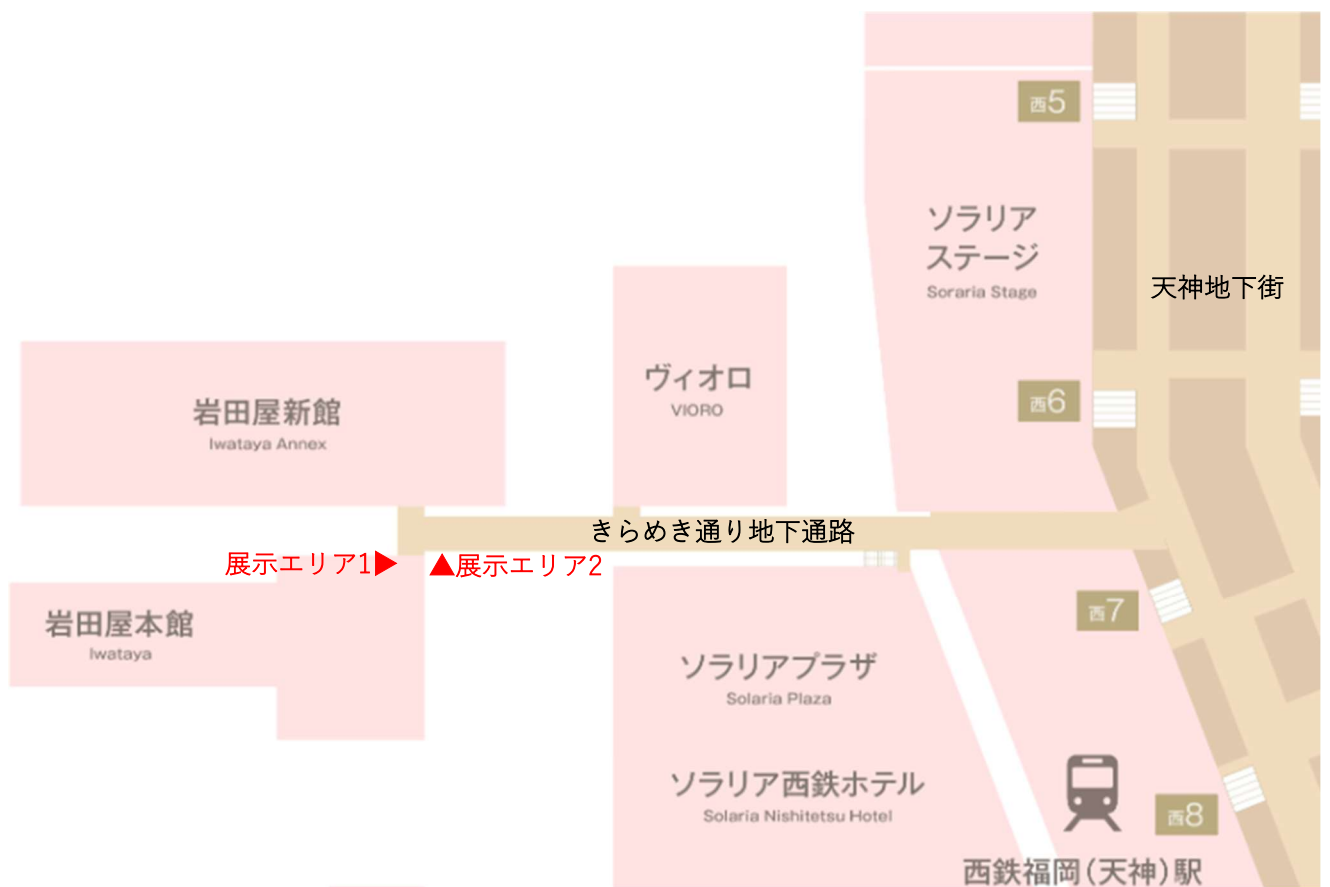 西5
ソラリア
ステージ
Soraria Stage
天神地下街
ヴィオロ
VIORO
西6
岩田屋新館
Iwataya Annex
きらめき通り地下通路
展示エリア1▶
▲展示エリア2
西7
岩田屋本館
Iwataya
ソラリアプラザ
Solaria Plaza
ソラリア西鉄ホテル
Solaria Nishitetsu Hotel
西8
西鉄福岡(天神)駅